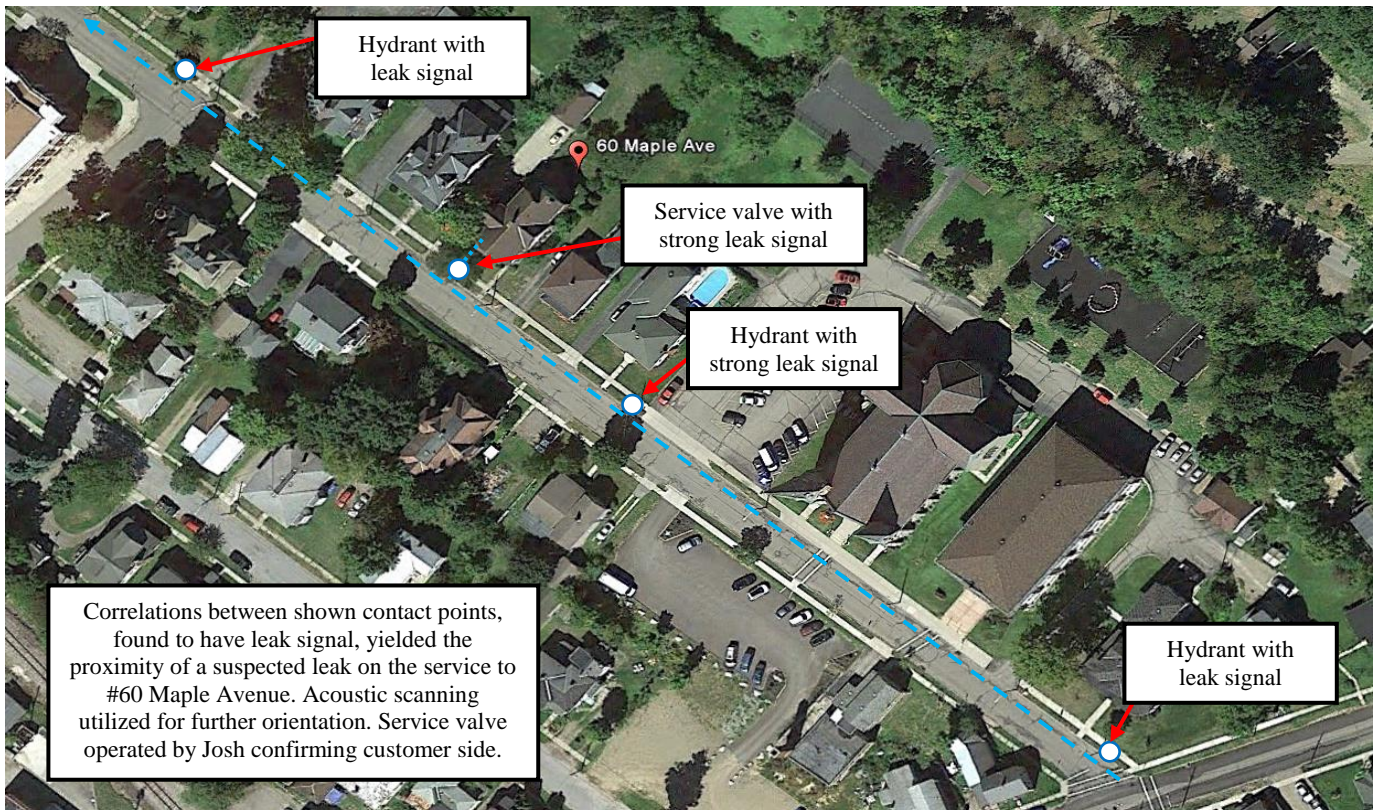 Hydrant with
leak signal
60 Maple Ave
Service valve with
strong leak signal
Hydrant with
strong leak signal
Correlations between shown contact points,
found to have leak signal, yielded the
proximity of a suspected leak on the service to
#60 Maple Avenue. Acoustic scanning
utilized for further orientation. Service valve
operated by Josh confirming customer side.
Hydrant with
leak signal